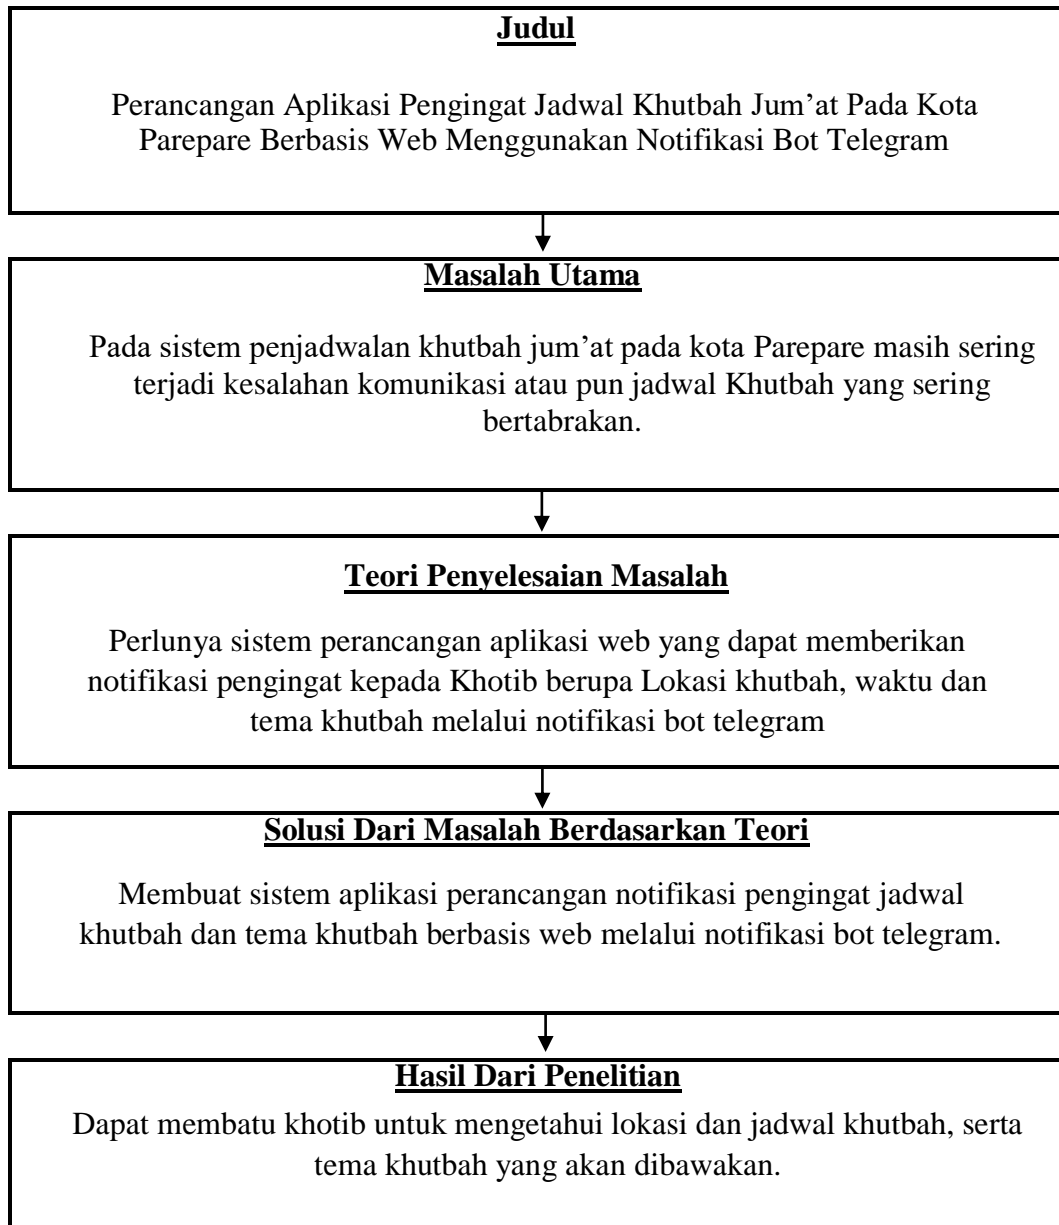 Judul
Perancangan Aplikasi Pengingat Jadwal Khutbah Jum’at Pada Kota
Parepare Berbasis Web Menggunakan Notifikasi Bot Telegram
Masalah Utama
Pada sistem penjadwalan khutbah jum’at pada kota Parepare masih sering
terjadi kesalahan komunikasi atau pun jadwal Khutbah yang sering
bertabrakan.
Teori Penyelesaian Masalah
Perlunya sistem perancangan aplikasi web yang dapat memberikan
notifikasi pengingat kepada Khotib berupa Lokasi khutbah, waktu dan
tema khutbah melalui notifikasi bot telegram
Solusi Dari Masalah Berdasarkan Teori
Membuat sistem aplikasi perancangan notifikasi pengingat jadwal
khutbah dan tema khutbah berbasis web melalui notifikasi bot telegram.
Hasil Dari Penelitian
Dapat membatu khotib untuk mengetahui lokasi dan jadwal khutbah, serta
tema khutbah yang akan dibawakan.